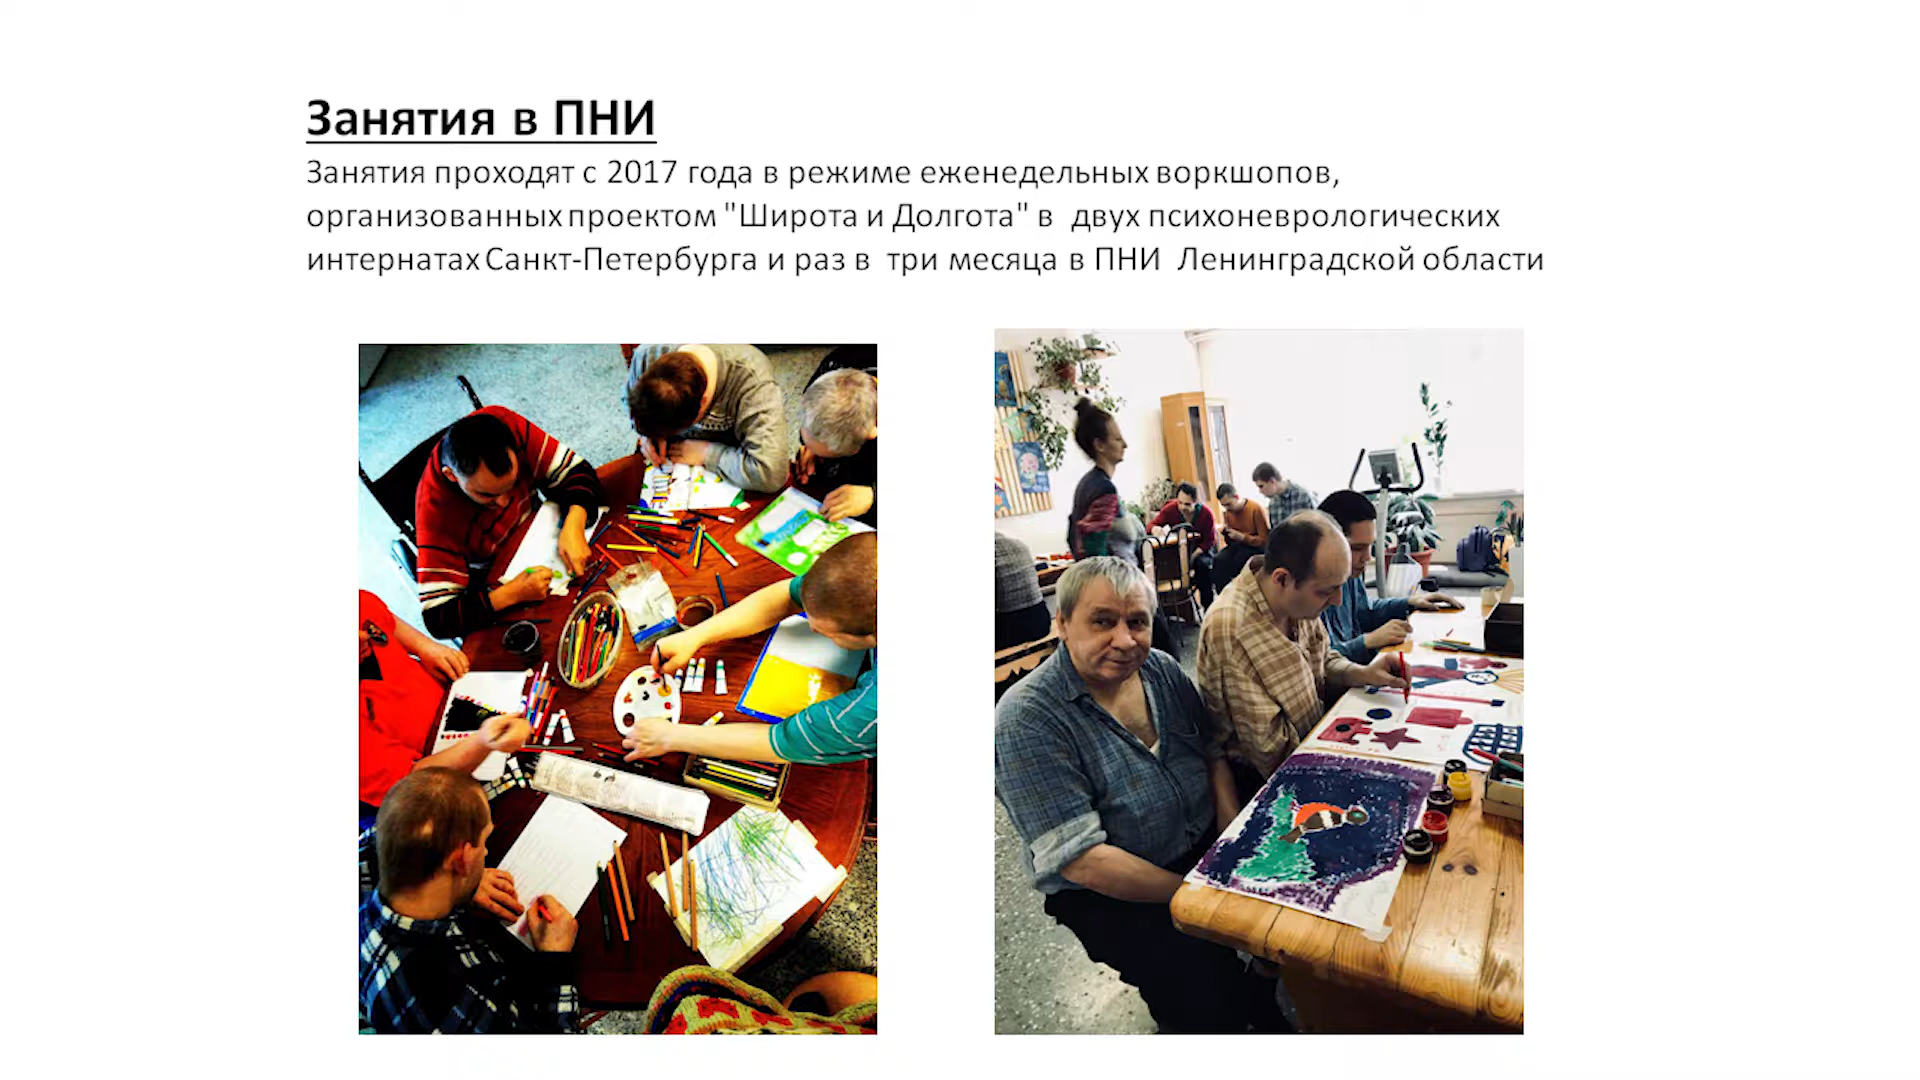 Занятия в ПНИ
Занятия проходят с 2017 года в режиме еженедельных воркшопов,
организованных проектом "Широта и Долгота" в двух психоневрологических
интернатах Санкт-Петербурга и раз в три месяца в ПНИ Ленинградской области